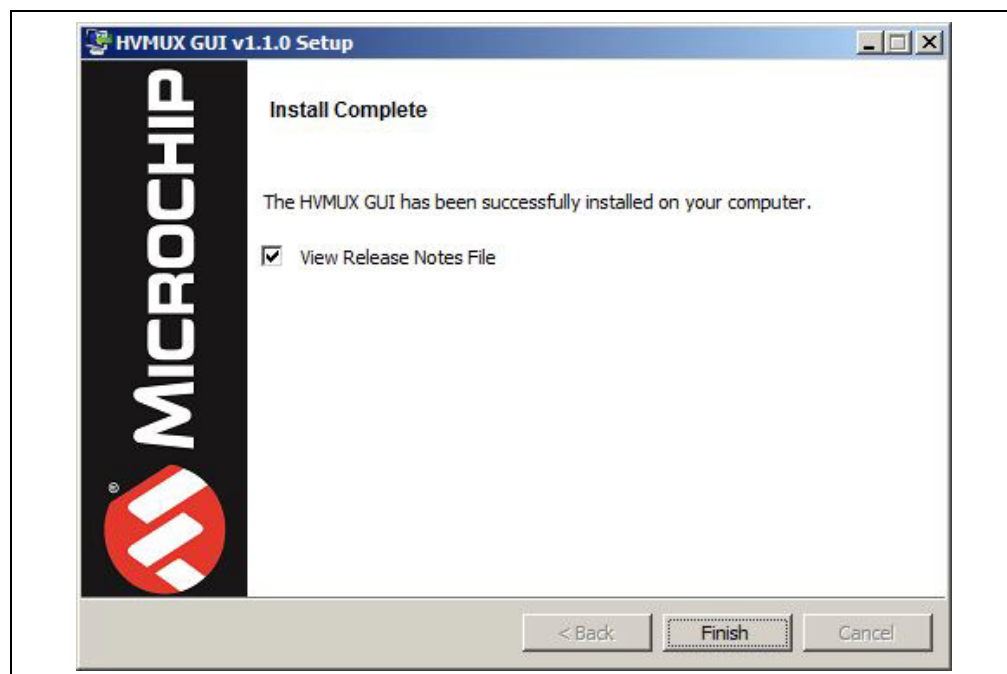 HVMUX GUI v1.1.0 Setup
MICROCHIP
®
Install Complete
The HVMUX GUI has been successfully installed on your computer.
View Release Notes File
< Back
Finish
Cancel